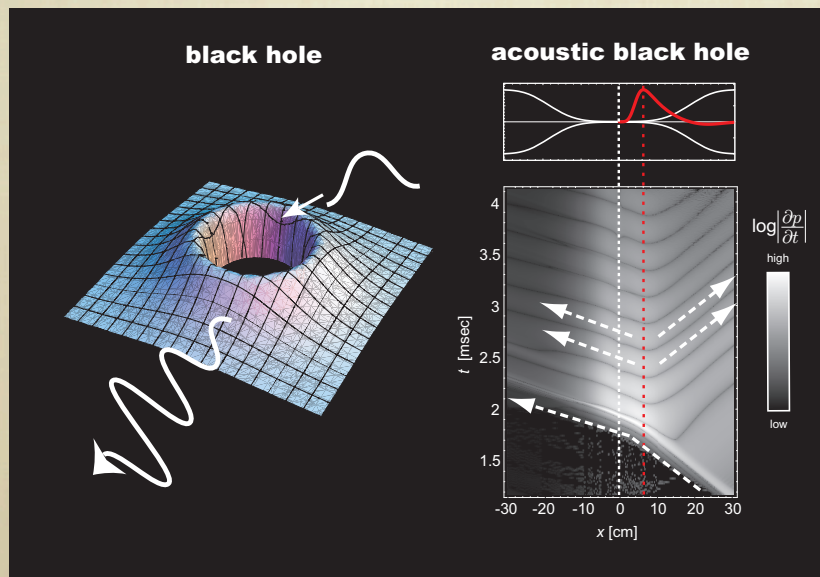 black hole
acoustic black hole
4
3.5
3
2.5
2
1.5
t [msec]
-30 -20 -10 0 10 20 30
x [cm]
log|∂p/∂t|
high
low